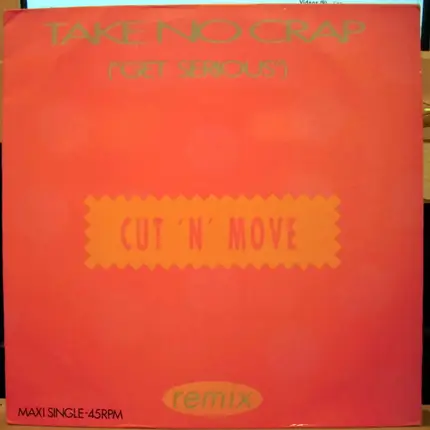 TAKE NO CRAP
("GET SERIOUS")
CUT 'N' MOVE
remix
MAXI SINGLE-45RPM